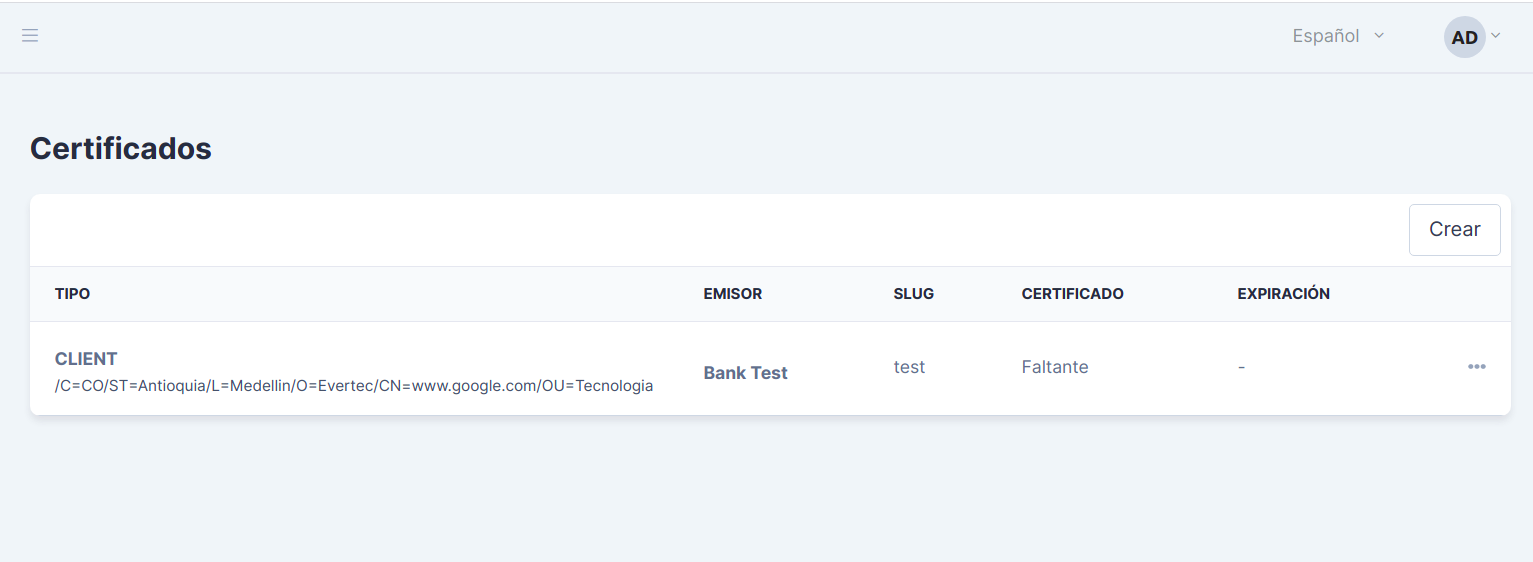 Español
AD
Certificados
Crear
TIPO EMISOR SLUG CERTIFICADO EXPIRACIÓN
CLIENT
/C=CO/ST=Antioquia/L=Medellin/O=Evertec/CN=www.google.com/OU=Tecnologia
Bank Test
test
Faltante
-